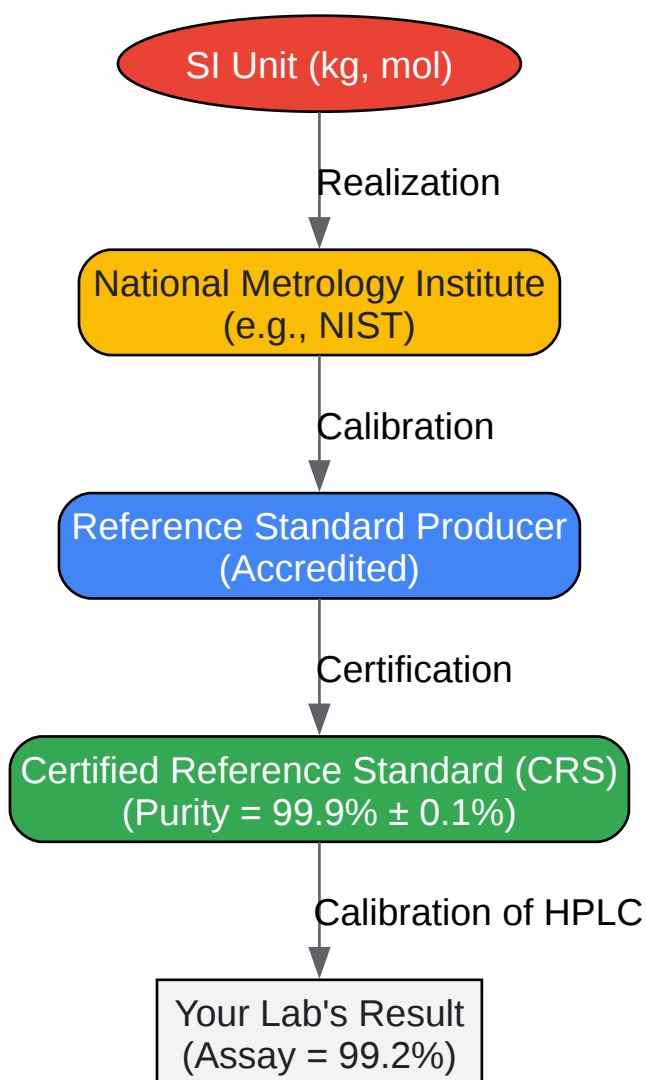 SI Unit (kg, mol)
Realization
National Metrology Institute
(e.g., NIST)
Calibration
Reference Standard Producer
(Accredited)
Certification
Certified Reference Standard (CRS)
(Purity = 99.9% ± 0.1%)
Calibration of HPLC
Your Lab's Result
(Assay = 99.2%)